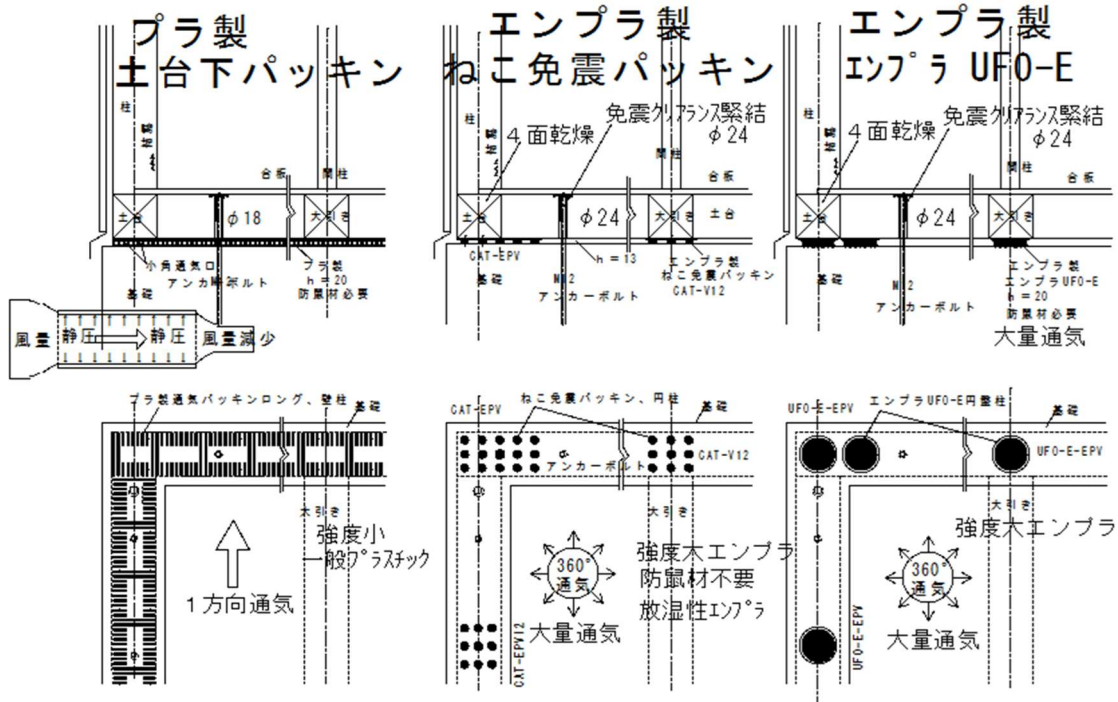 プラ製
土台下パッキン
柱
結露
合板
間柱
土台
φ18
大引き
小角通気口
アンカーボルト
プラ製
h=20
防鼠材必要
基礎
風量
静圧
静圧
風量減少
プラ製通気パッキンロング、壁柱
基礎
大引き
強度小
一般プラスチック
1方向通気
エンプラ製
ねこ免震パッキン
柱
結露
4面乾燥
免震クリアランス緊結
φ24
間柱
合板
土台
φ24
大引き
土台
CAT-EPV
h=13
エンプラ製
ねこ免震パッキン
CAT-V12
基礎
M12
アンカーボルト
CAT-EPV
ねこ免震パッキン、円柱
基礎
アンカーボルト
CAT-V12
大引き
360°
通気
大量通気
強度大エンプラ
防鼠材不要
放湿性エンプラ
CAT-EPV12
エンプラ製
エンプラ UFO-E
柱
結露
4面乾燥
免震クリアランス緊結
φ24
間柱
合板
土台
φ24
大引き
基礎
M12
アンカーボルト
エンプラ製
エンプラUFO-E
h=20
防鼠材必要
大量通気
UFO-E-EPV
エンプラUFO-E円整柱
基礎
UFO-E-EPV
大引き
強度大エンプラ
360°
通気
大量通気
UFO-E-EPV